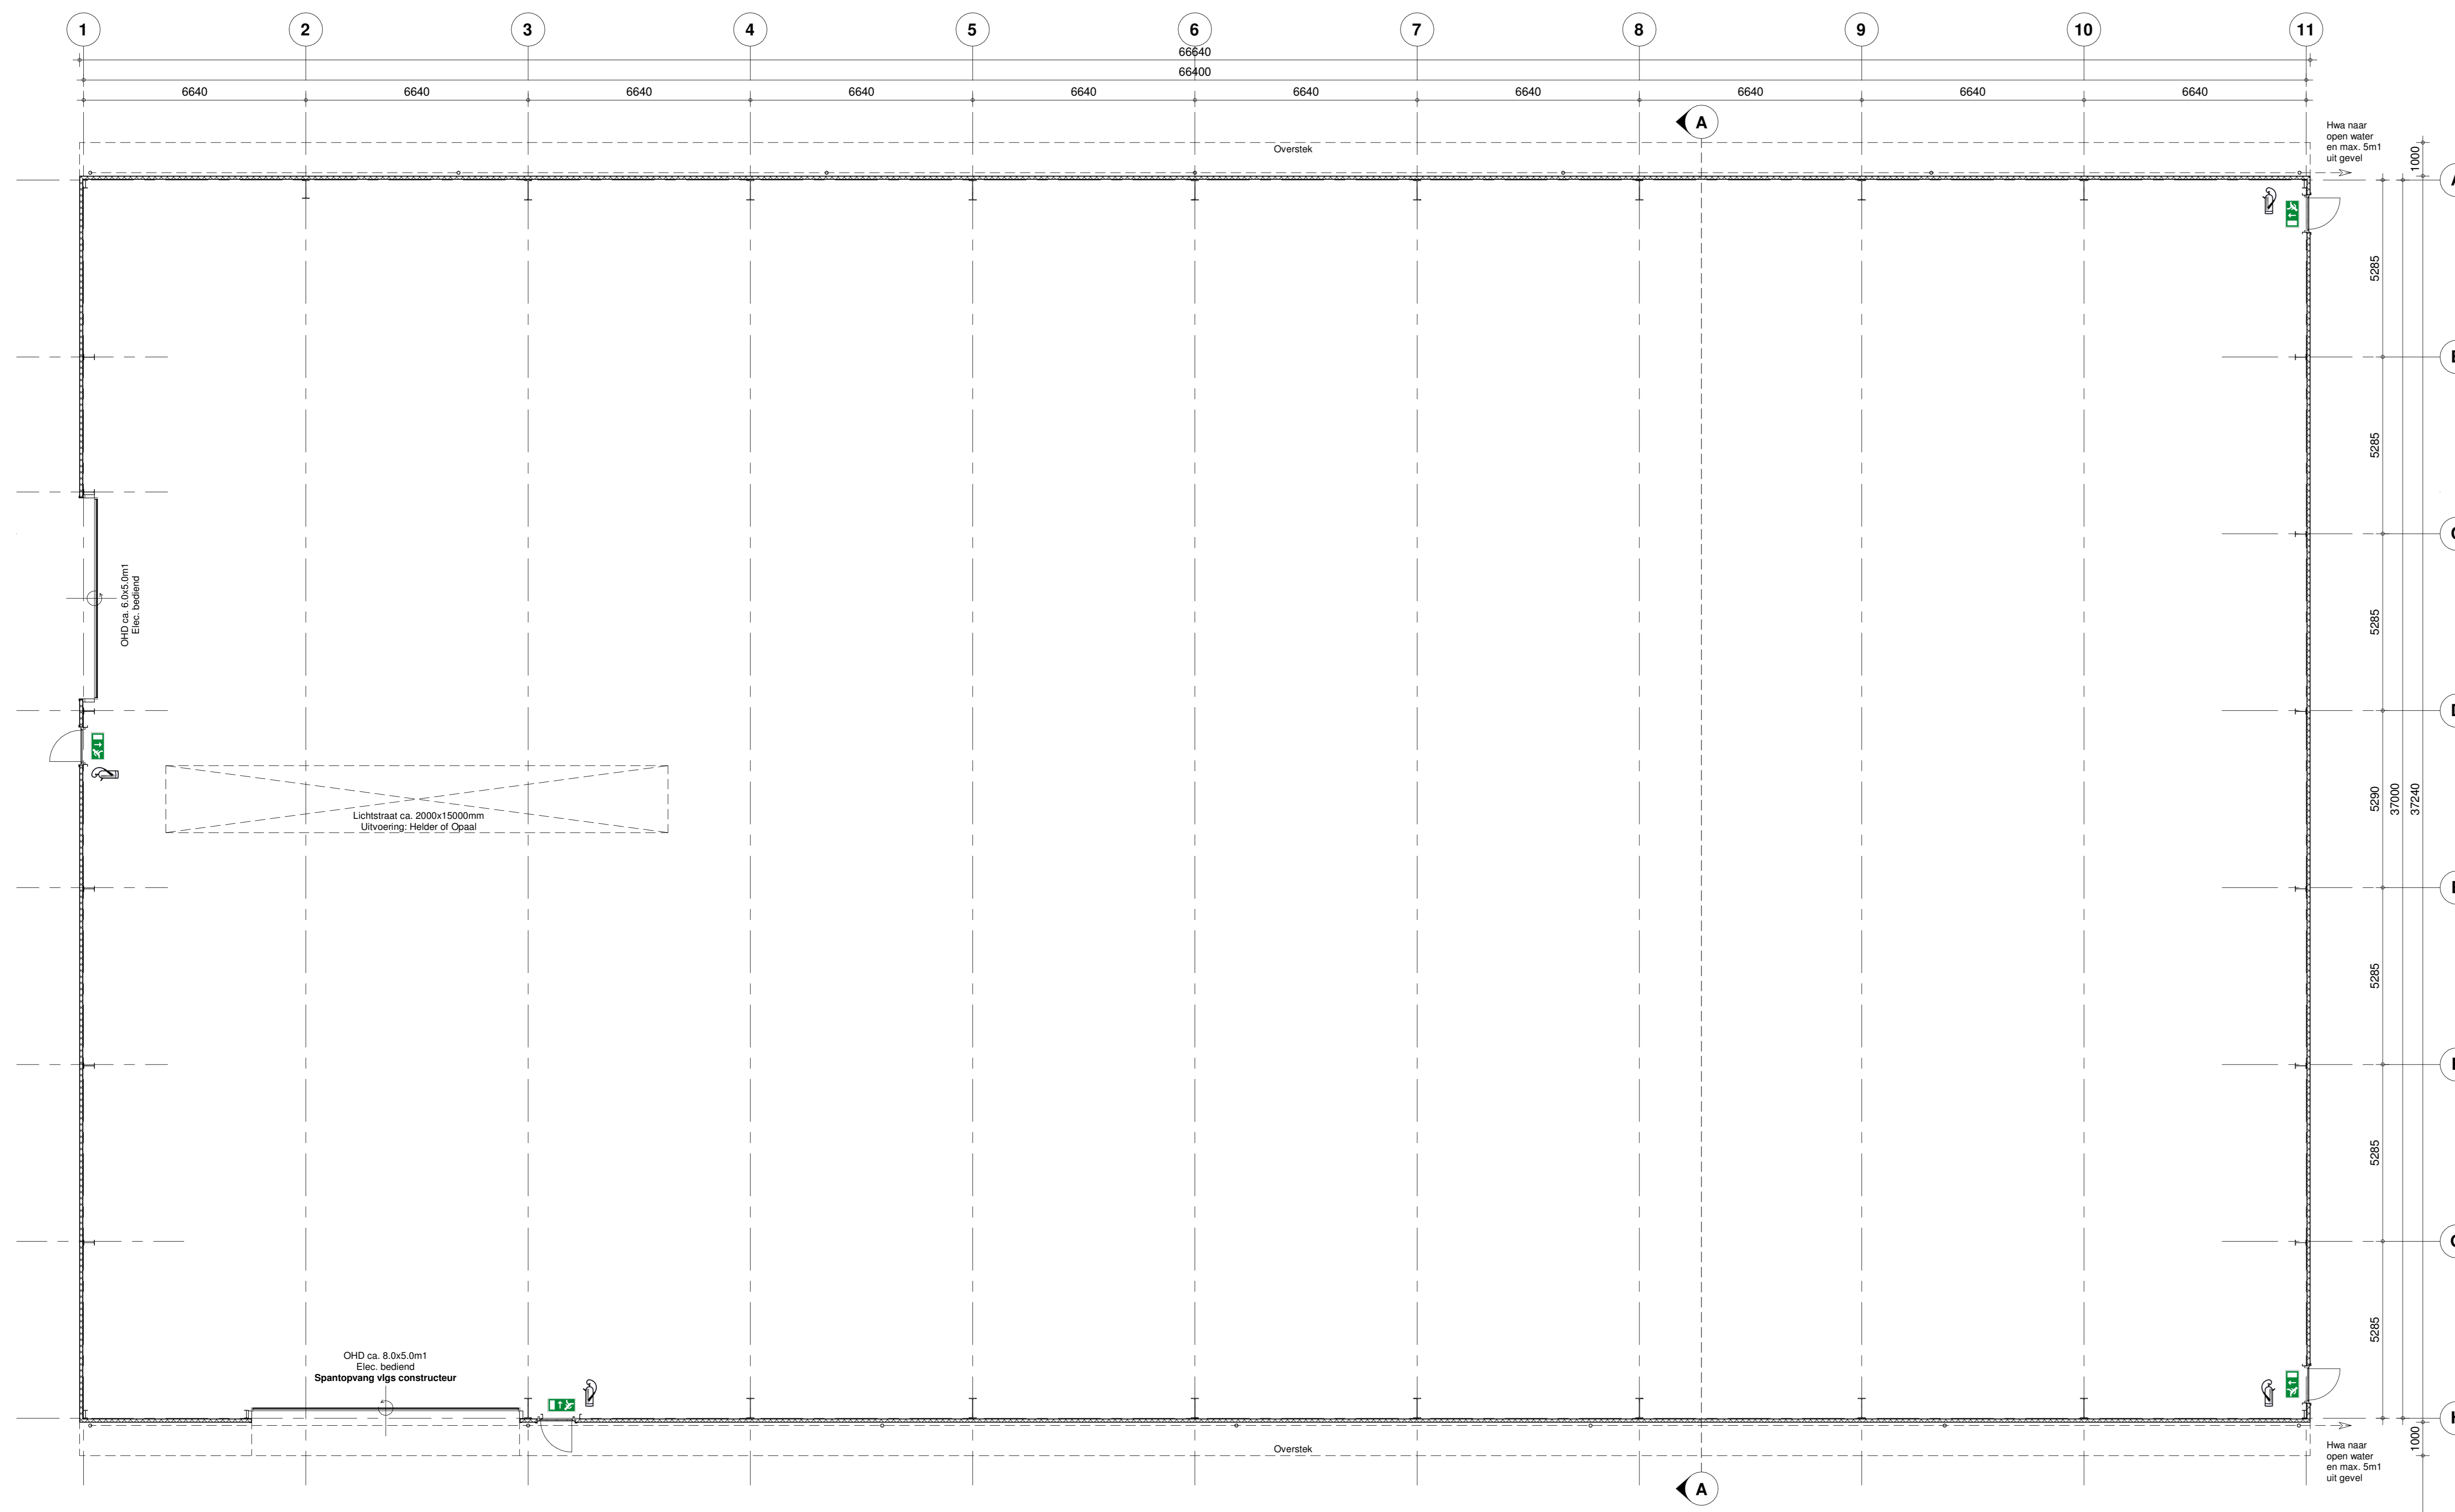 1 2 3 4 5 6 7 8 9 10 11
66640
66400
6640 6640 6640 6640 6640 6640 6640 6640 6640 6640
A
Overstek
Hwa naar
open water
en max. 5m1
uit gevel
1000
5285
5285
OHD ca. 6.0x5.0m1
Elec. bediend
5285
D
Lichtstraat ca. 2000x15000mm
Uitvoering: Helder of Opaal
5290
37000
37240
5285
5285
5285
OHD ca. 8.0x5.0m1
Elec. bediend
Spantopvang vlgs constructeur
Overstek
1000
Hwa naar
open water
en max. 5m1
uit gevel
A